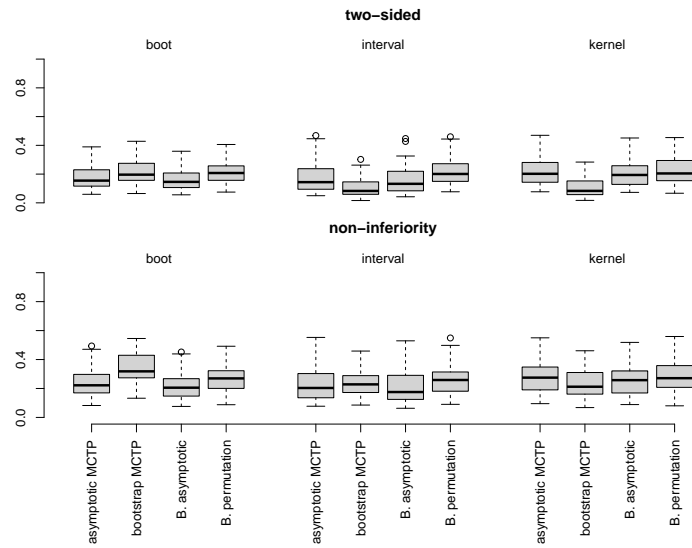 two−sided
boot interval kernel
0.0 0.4 0.8
non−inferiority
boot interval kernel
0.0 0.4 0.8
asymptotic MCTP bootstrap MCTP B. asymptotic B. permutation asymptotic MCTP bootstrap MCTP B. asymptotic B. permutation asymptotic MCTP bootstrap MCTP B. asymptotic B. permutation